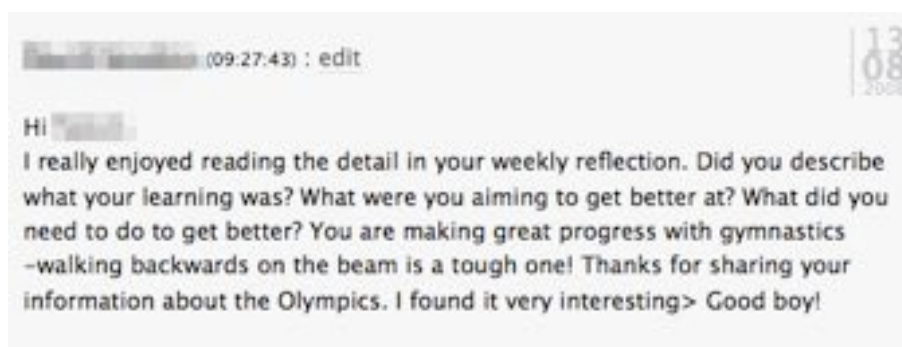 (09:27:43) : edit
13
08
2008
Hi
I really enjoyed reading the detail in your weekly reflection. Did you describe
what your learning was? What were you aiming to get better at? What did you
need to do to get better? You are making great progress with gymnastics
-walking backwards on the beam is a tough one! Thanks for sharing your
information about the Olympics. I found it very interesting> Good boy!